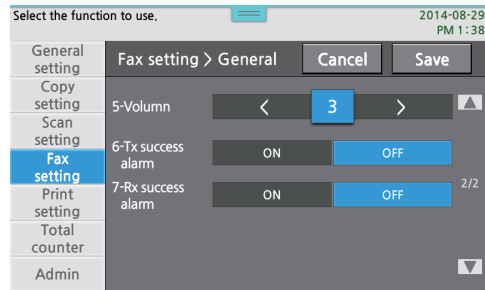 Select the function to use.
2014-08-29
PM 1:38
General
setting
Copy
setting
Scan
setting
Fax
setting
Print
setting
Total
counter
Admin
Fax setting > General
Cancel
Save
5-Volumn
<
3
>
6-Tx success
alarm
ON
OFF
7-Rx success
alarm
ON
OFF
2/2